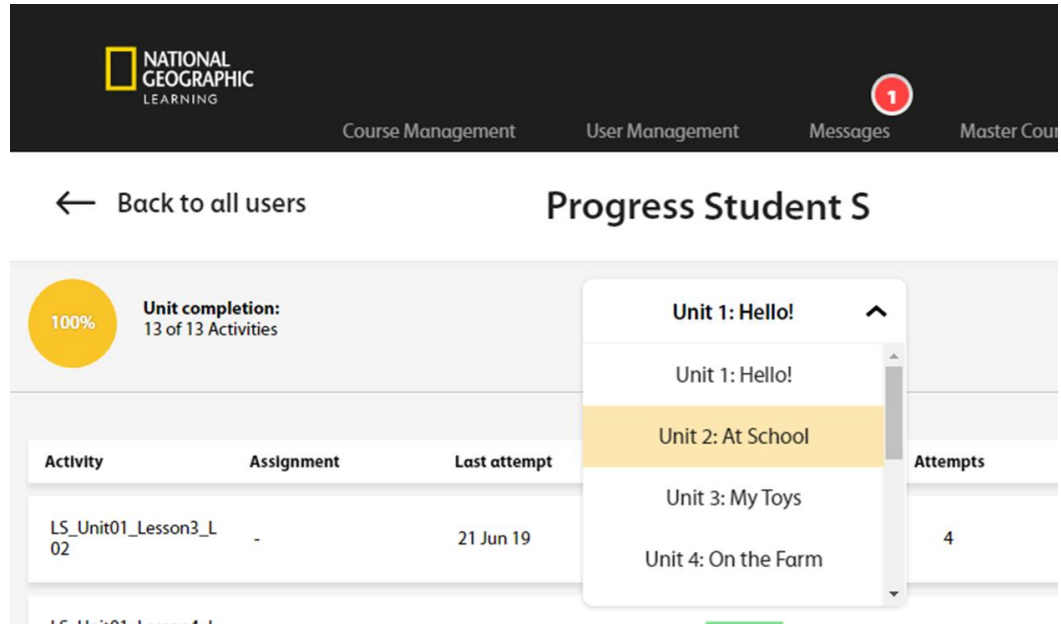 NATIONAL
GEOGRAPHIC
LEARNING
1
Course Management User Management Messages Master Cour
Back to all users Progress Student S
100%
Unit completion:
13 of 13 Activities
Unit 1: Hello!
Unit 1: Hello!
Unit 2: At School
Unit 3: My Toys
Unit 4: On the Farm
Activity Assignment Last attempt Attempts
LS_Unit01_Lesson3_L
02 - 21 Jun 19 4